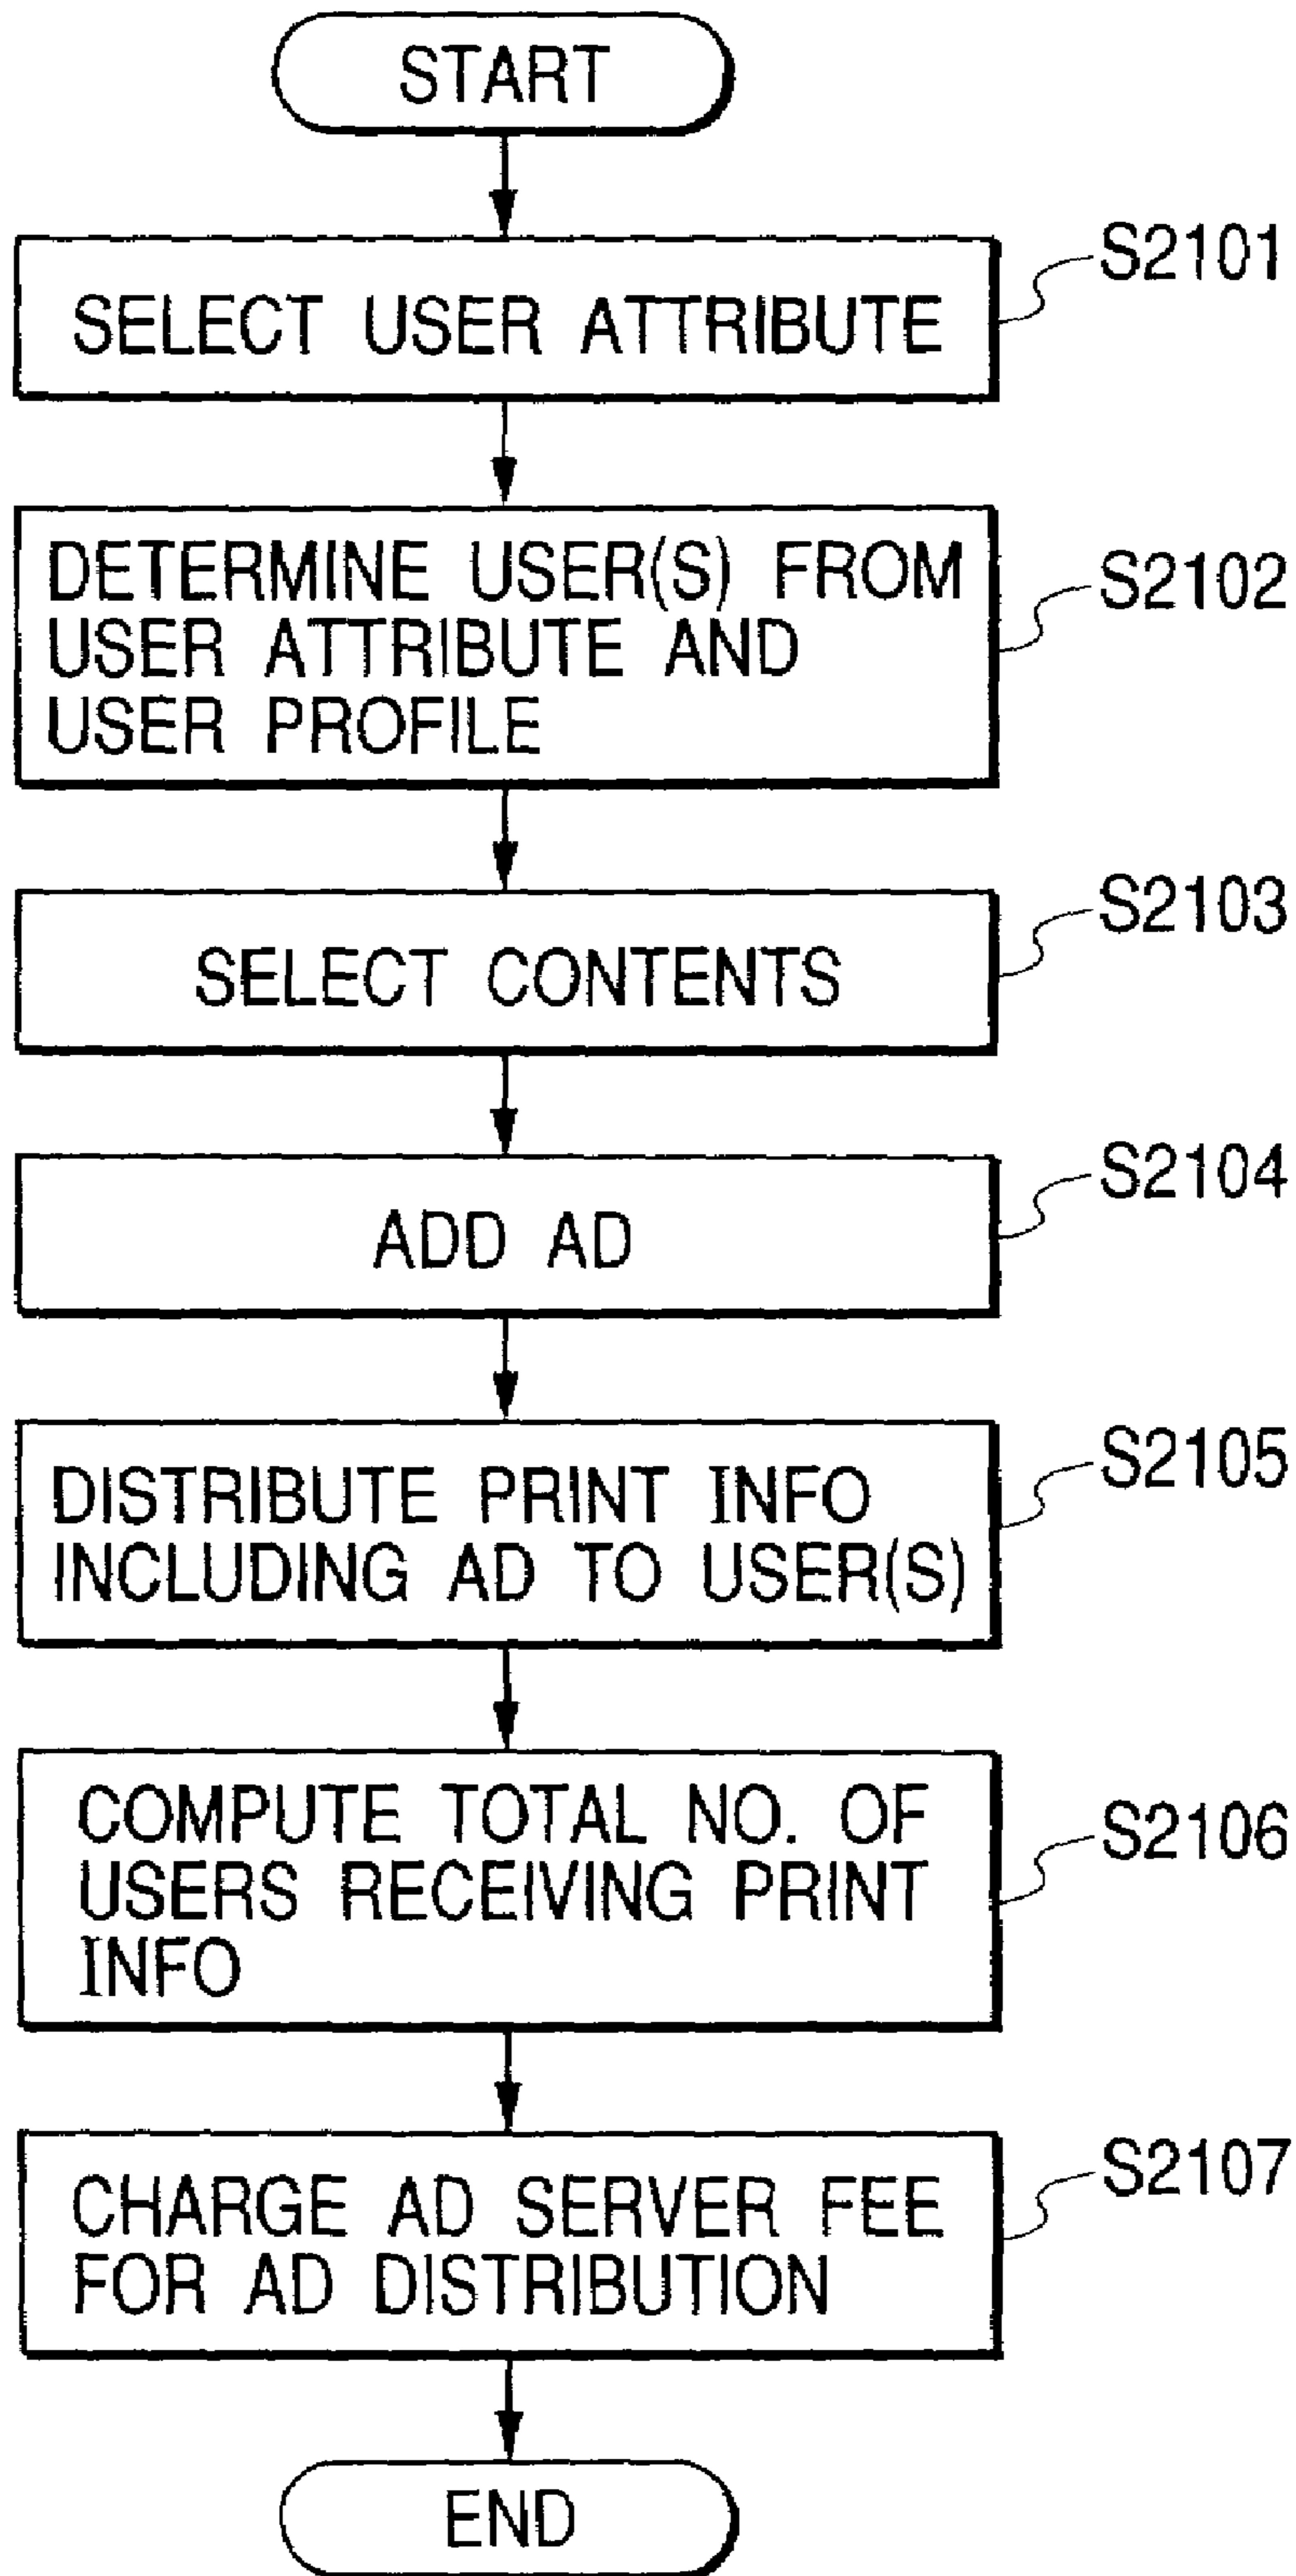 START
SELECT USER ATTRIBUTE
S2101
DETERMINE USER(S) FROM
USER ATTRIBUTE AND
USER PROFILE
S2102
SELECT CONTENTS
S2103
ADD AD
S2104
DISTRIBUTE PRINT INFO
INCLUDING AD TO USER(S)
S2105
COMPUTE TOTAL NO. OF
USERS RECEIVING PRINT
INFO
S2106
CHARGE AD SERVER FEE
FOR AD DISTRIBUTION
S2107
END